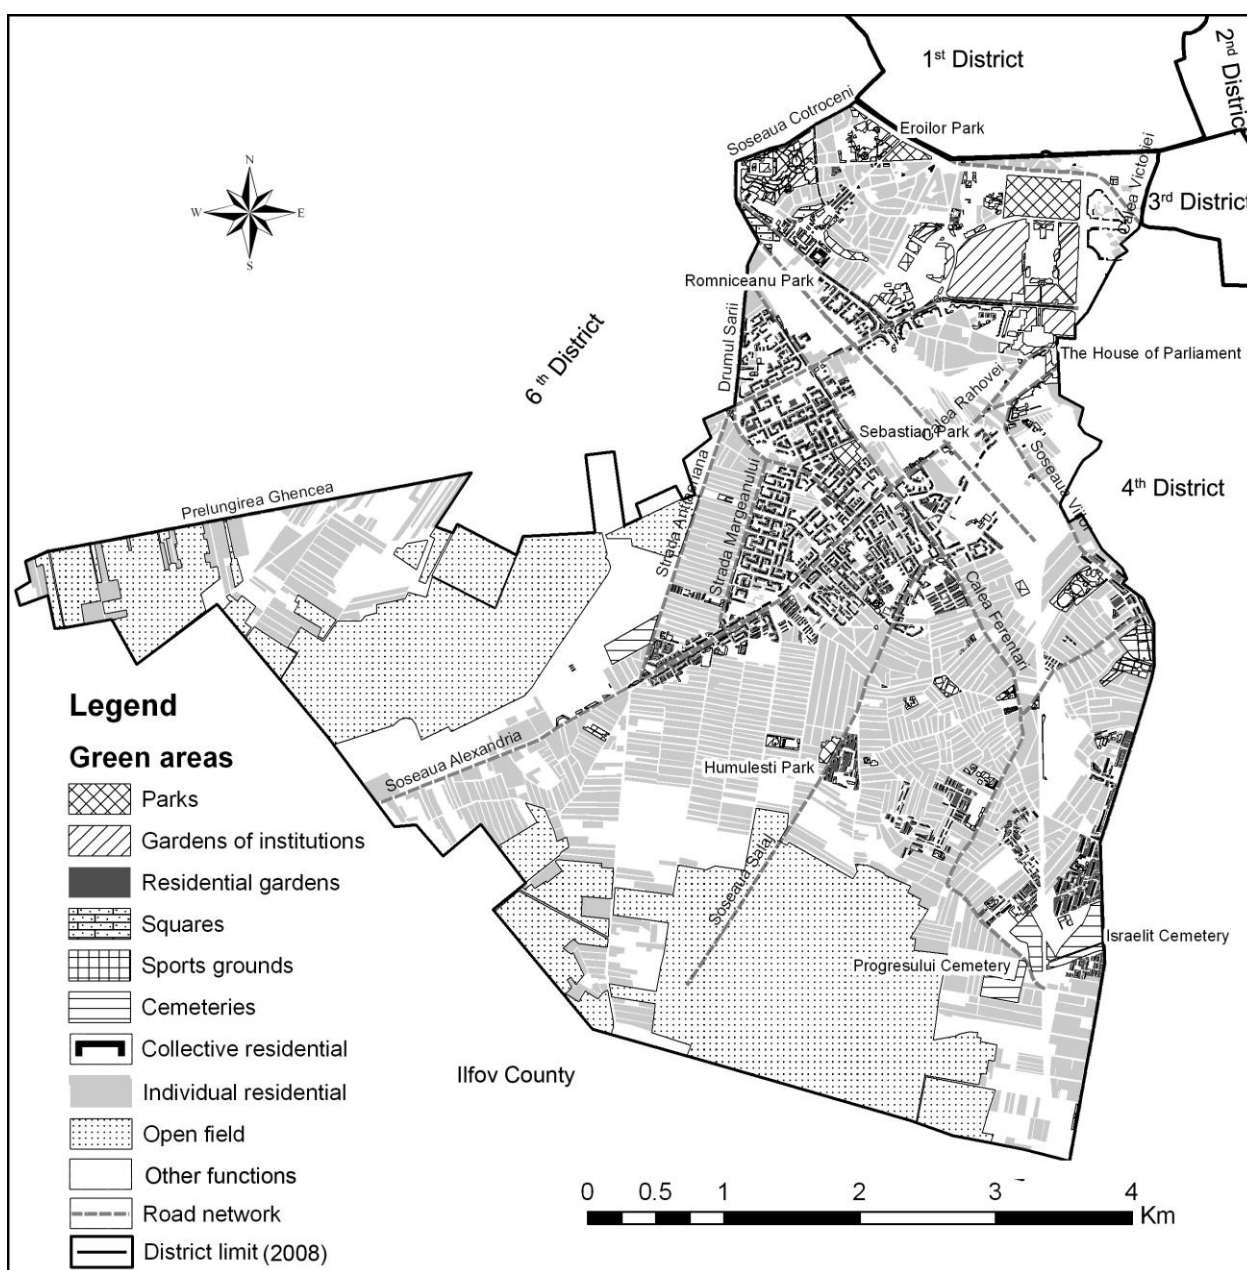 1st District
2nd District
Soseaua Cotroceni
Eroilor Park
N
W
E
S
Calea Victoriei
3rd District
Romniceanu Park
Drumul Sarii
6th District
The House of Parliament
Calea Rahovei
Sebastian Park
Soseaua Viilo
4th District
Strada Margeanului
Prelungirea Ghencea
Calea Ferentari
Soseaua Alexandria
Humulesti Park
Soseaua Salaj
Israelit Cemetery
Progresului Cemetery
Ilfov County
Legend
Green areas
Parks
Gardens of institutions
Residential gardens
Squares
Sports grounds
Cemeteries
Collective residential
Individual residential
Open field
Other functions
Road network
District limit (2008)
0 0.5 1 2 3 4
Km